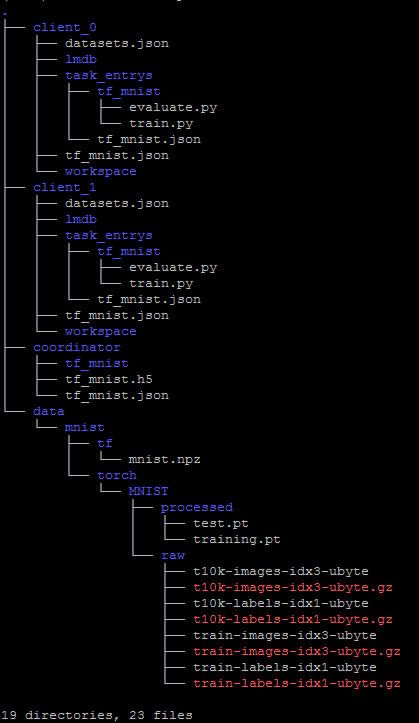 .
├── client_0
│   ├── datasets.json
│   ├── lmdb
│   ├── task_entrys
│   │   ├── tf_mnist
│   │   │   ├── evaluate.py
│   │   │   └── train.py
│   │   └── tf_mnist.json
│   ├── tf_mnist.json
│   └── workspace
├── client_1
│   ├── datasets.json
│   ├── lmdb
│   ├── task_entrys
│   │   ├── tf_mnist
│   │   │   ├── evaluate.py
│   │   │   └── train.py
│   │   └── tf_mnist.json
│   ├── tf_mnist.json
│   └── workspace
├── coordinator
│   ├── tf_mnist
│   ├── tf_mnist.h5
│   └── tf_mnist.json
└── data
    └── mnist
        ├── tf
        │   └── mnist.npz
        └── torch
            └── MNIST
                ├── processed
                │   ├── test.pt
                │   └── training.pt
                └── raw
                    ├── t10k-images-idx3-ubyte
                    ├── t10k-images-idx3-ubyte.gz
                    ├── t10k-labels-idx1-ubyte
                    ├── t10k-labels-idx1-ubyte.gz
                    ├── train-images-idx3-ubyte
                    ├── train-images-idx3-ubyte.gz
                    ├── train-labels-idx1-ubyte
                    └── train-labels-idx1-ubyte.gz
19 directories, 23 files